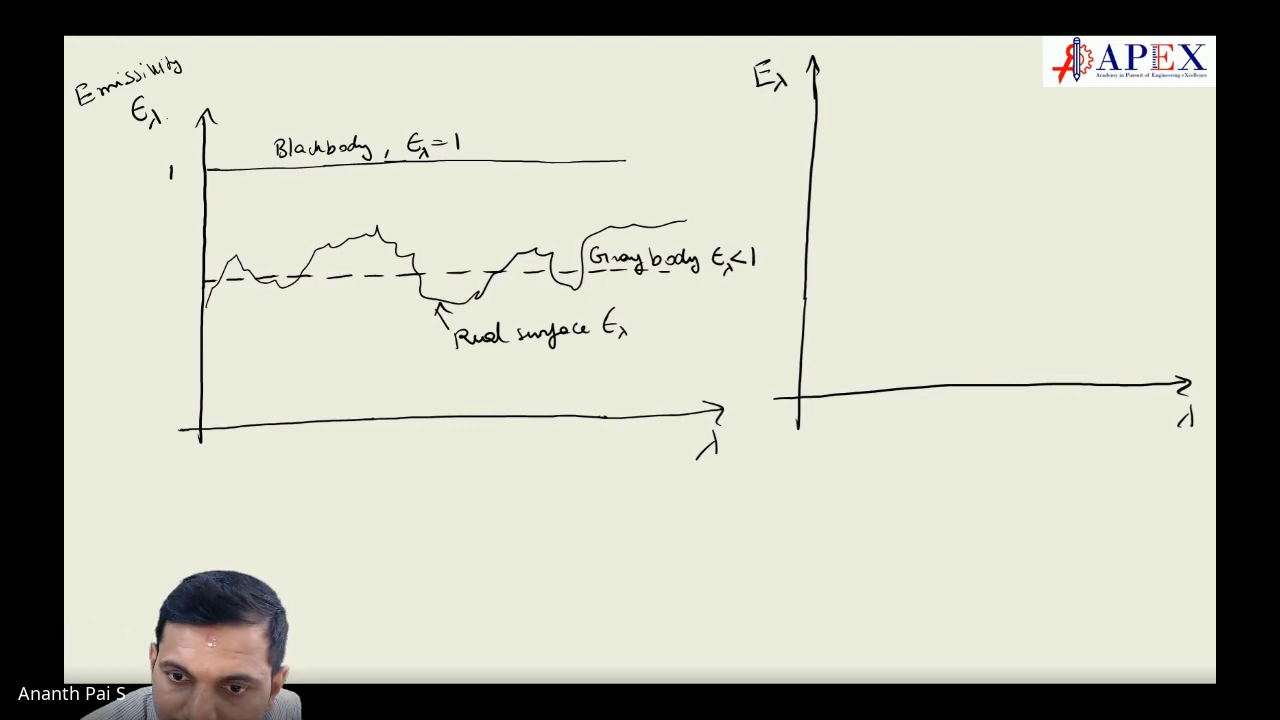 Emissivity
ϵλ.
Blackbody, ϵλ=1
1
Gray body ϵλ<1
Real surface ϵλ
λ
Eλ
λ
APEX
Academy in Pursuit of Engineering eXcellence
Ananth Pai S